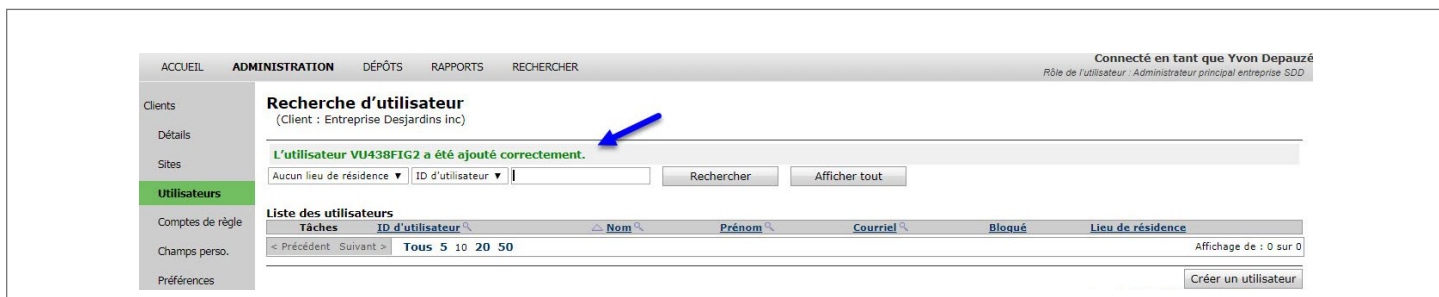 ACCUEIL ADMINISTRATION DÉPÔTS RAPPORTS RECHERCHER
Connecté en tant que Yvon Depauzé
Rôle de l'utilisateur : Administrateur principal entreprise SDD
Clients
Détails
Sites
Utilisateurs
Comptes de règle
Champs perso.
Préférences
Recherche d'utilisateur
(Client : Entreprise Desjardins inc)
L'utilisateur VU438FIG2 a été ajouté correctement.
Aucun lieu de résidence ▼ ID d'utilisateur ▼ Rechercher Afficher tout
Liste des utilisateurs
Tâches ID d'utilisateur Nom Prénom Courriel Bloqué Lieu de résidence
< Précédent Suivant > Tous 5 10 20 50 Affichage de : 0 sur 0
Créer un utilisateur